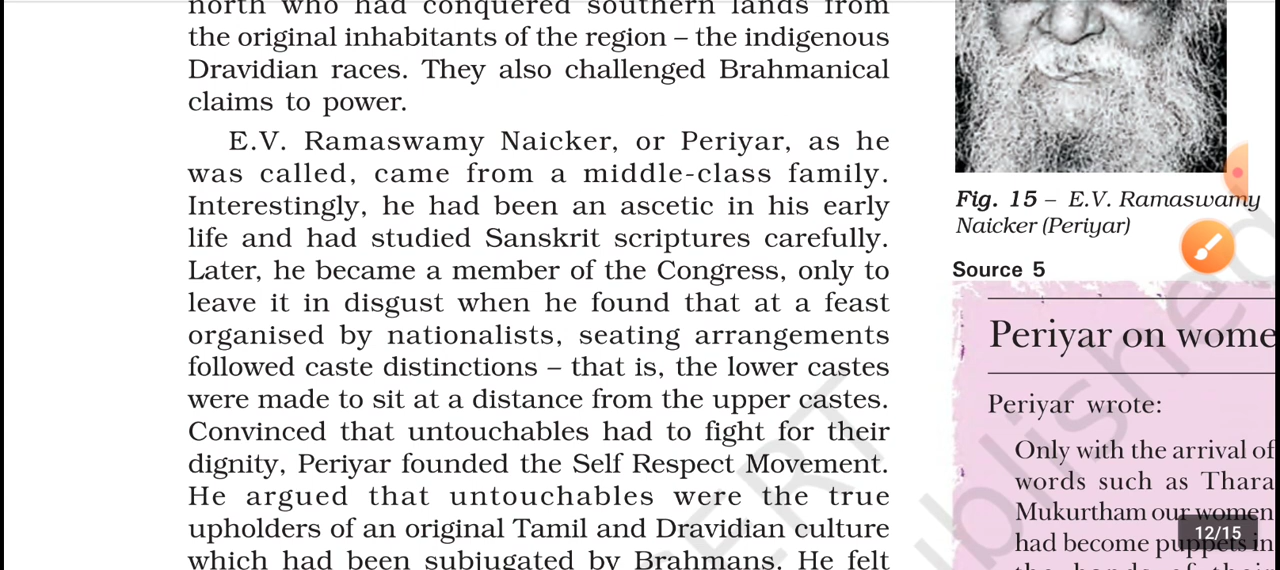 north who had conquered southern lands from
the original inhabitants of the region – the indigenous
Dravidian races. They also challenged Brahmanical
claims to power.
E.V. Ramaswamy Naicker, or Periyar, as he
was called, came from a middle-class family.
Interestingly, he had been an ascetic in his early
life and had studied Sanskrit scriptures carefully.
Later, he became a member of the Congress, only to
leave it in disgust when he found that at a feast
organised by nationalists, seating arrangements
followed caste distinctions – that is, the lower castes
were made to sit at a distance from the upper castes.
Convinced that untouchables had to fight for their
dignity, Periyar founded the Self Respect Movement.
He argued that untouchables were the true
upholders of an original Tamil and Dravidian culture
which had been subjugated by Brahmans. He felt
Fig. 15 – E.V. Ramaswamy
Naicker (Periyar)
Source 5
Periyar on wome
Periyar wrote:
Only with the arrival of
words such as Thara
Mukurtham our women
had become puppets in
the hands of their
12/15